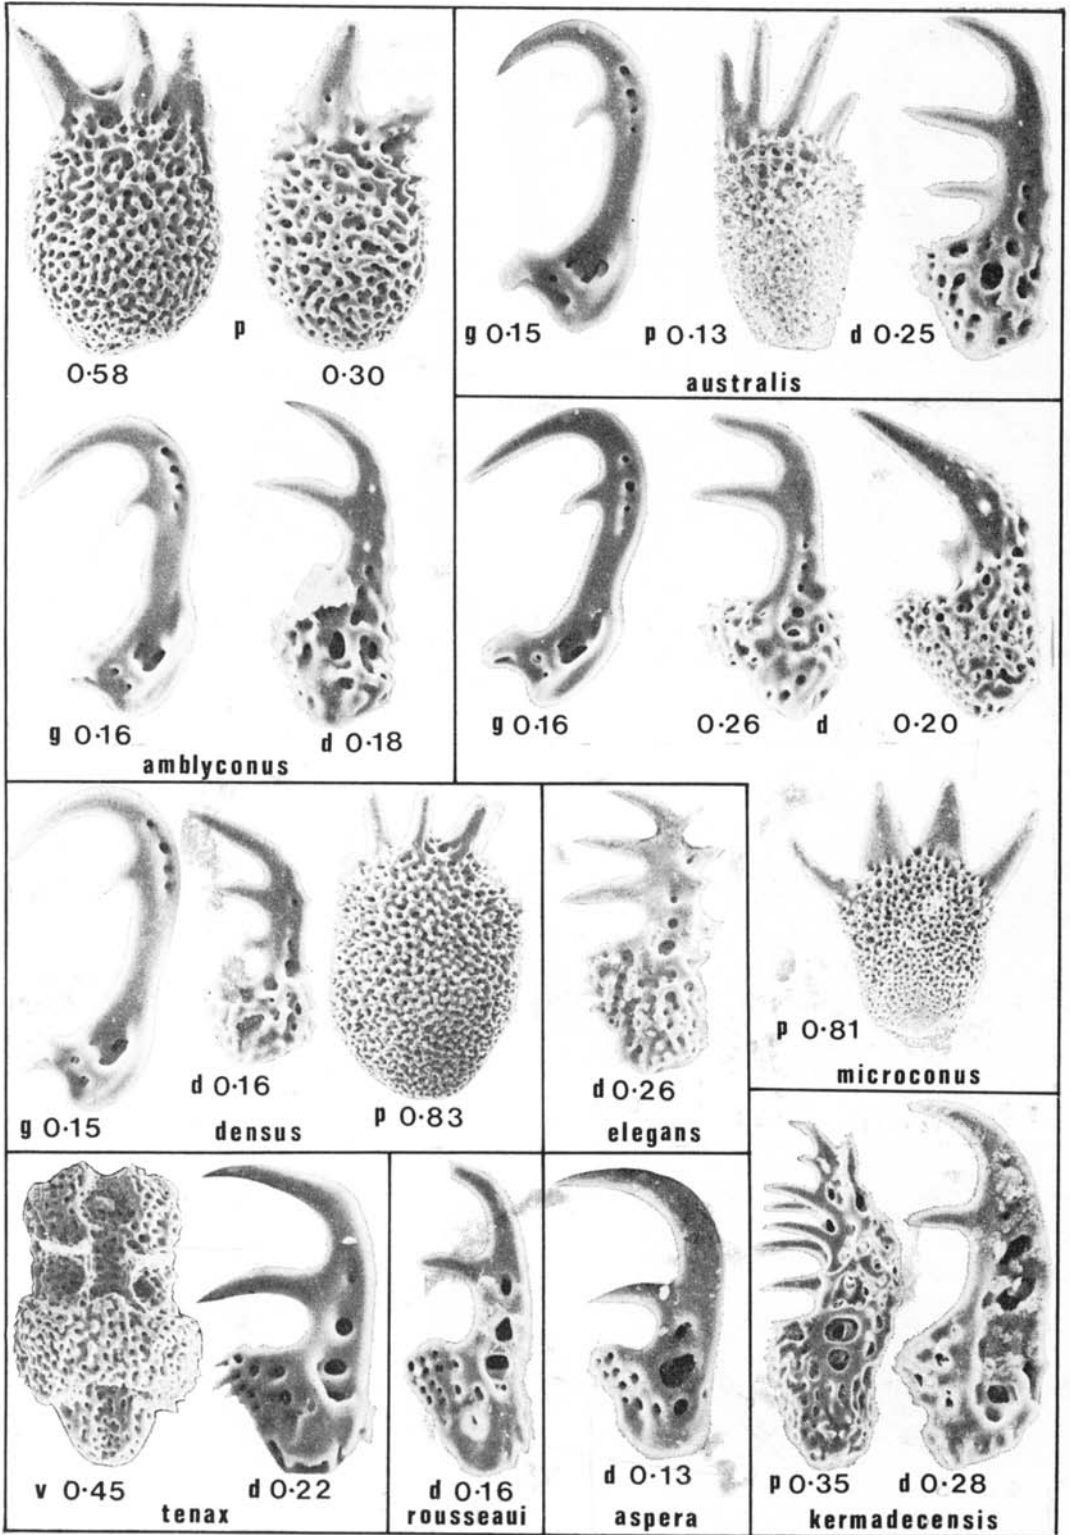 p
0·58
0·30
g 0·16
d 0·18
amblyconus
g 0·15
p 0·13
d 0·25
australis
g 0·16
0·26
d
0·20
p 0·81
microconus
g 0·15
d 0·16
p 0·83
densus
d 0·26
elegans
v 0·45
d 0·22
tenax
d 0·16
rousseaui
d 0·13
aspera
p 0·35
d 0·28
kermadecensis